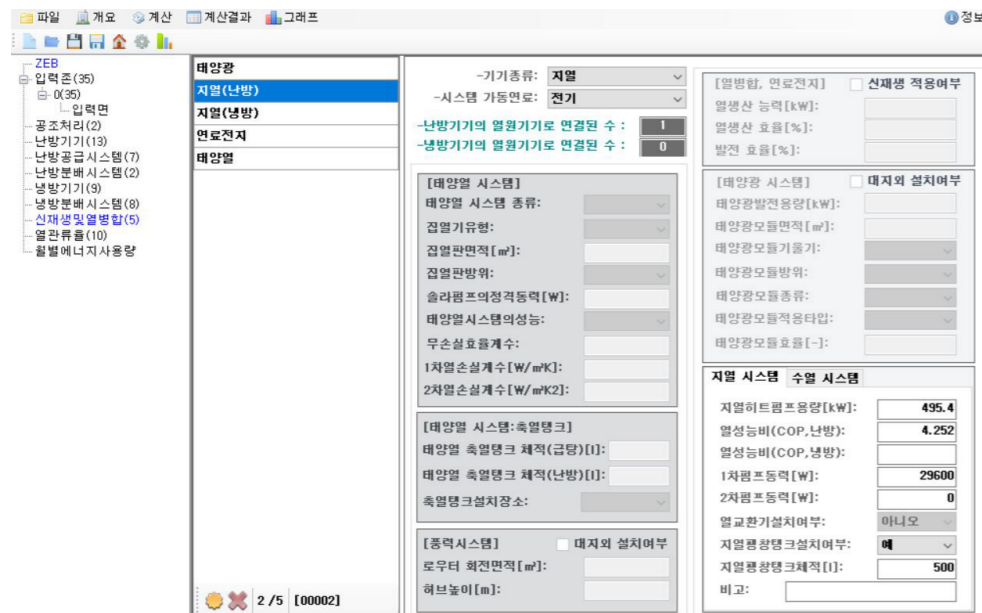 파일 개요 계산 계산결과 그래프 정보
ZEB
입력존(35)
0(35)
입력면
공조처리(2)
난방기기(13)
난방공급시스템(7)
난방분배시스템(2)
냉방기기(9)
냉방분배시스템(8)
신재생및열병합(5)
열관류율(10)
월별에너지사용량
태양광
지열(난방)
지열(냉방)
연료전지
태양열
2 /5 [00002]
-기기종류: 지열
-시스템 가동연료: 전기
-난방기기의 열원기기로 연결된 수 : 1
-냉방기기의 열원기기로 연결된 수 : 0
[태양열 시스템]
태양열 시스템 종류:
집열기유형:
집열판면적[㎡]:
집열판방위:
솔라펌프의정격동력[W]:
태양열시스템의성능:
무손실효율계수:
1차열손실계수[W/㎡K]:
2차열손실계수[W/㎡K2]:
[태양열 시스템:축열탱크]
태양열 축열탱크 체적(급탕)[l]:
태양열 축열탱크 체적(난방)[l]:
축열탱크설치장소:
[풍력시스템] 대지외 설치여부
로우터 회전면적[㎡]:
허브높이[m]:
[열병합, 연료전지] 신재생 적용여부
열생산 능력[kW]:
열생산 효율[%]:
발전 효율[%]:
[태양광 시스템] 대지외 설치여부
태양광발전용량[kW]:
태양광모듈면적[㎡]:
태양광모듈기울기:
태양광모듈방위:
태양광모듈종류:
태양광모듈적용타입:
태양광모듈효율[-]:
지열 시스템 수열 시스템
지열히트펌프용량[kW]: 495.4
열성능비(COP,난방): 4.252
열성능비(COP,냉방):
1차펌프동력[W]: 29600
2차펌프동력[W]: 0
열교환기설치여부: 아니오
지열팽창탱크설치여부: 예
지열팽창탱크체적[l]: 500
비고: